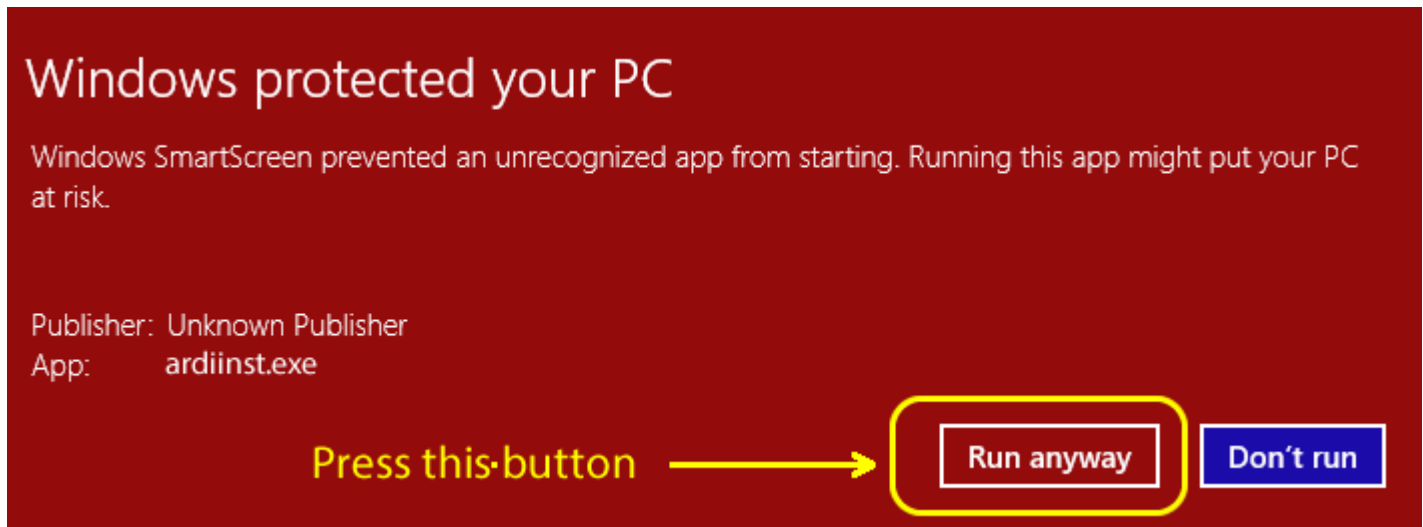 Windows protected your PC
Windows SmartScreen prevented an unrecognized app from starting. Running this app might put your PC
at risk.
Publisher: Unknown Publisher
App: ardiinst.exe
Press this button
Run anyway
Don't run